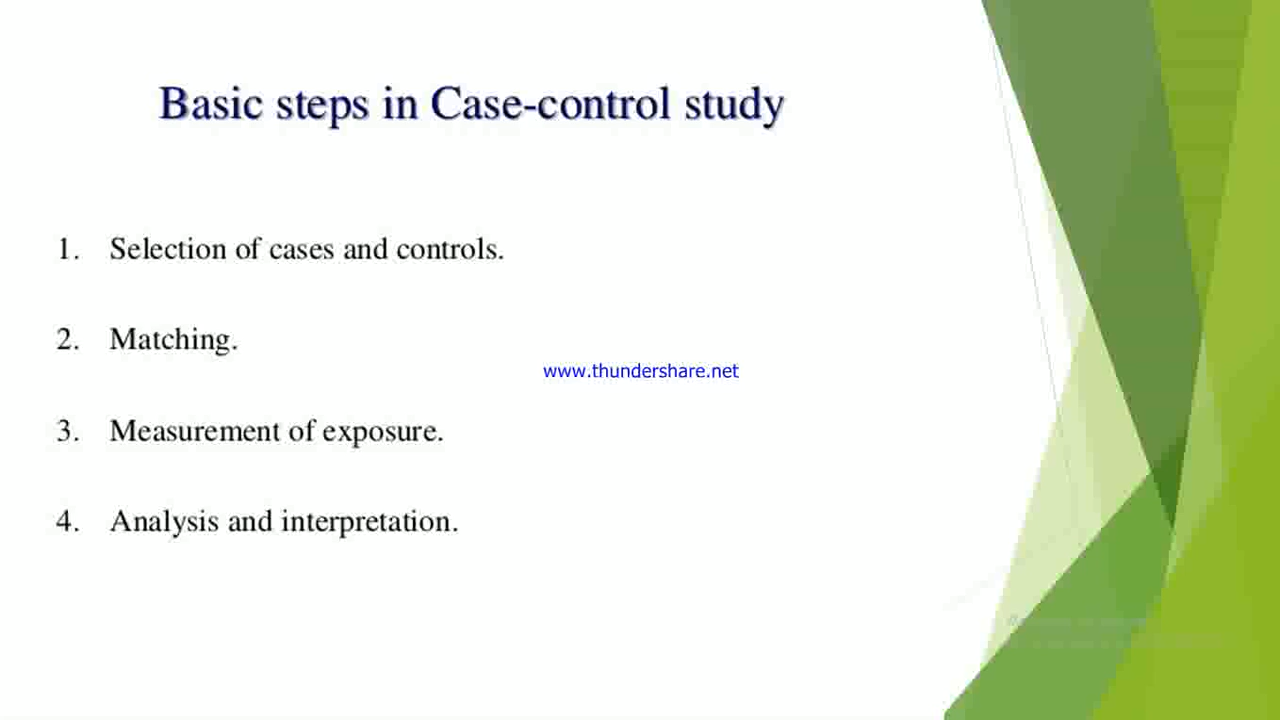 Basic steps in Case-control study
1. Selection of cases and controls.
2. Matching.
www.thundershare.net
3. Measurement of exposure.
4. Analysis and interpretation.